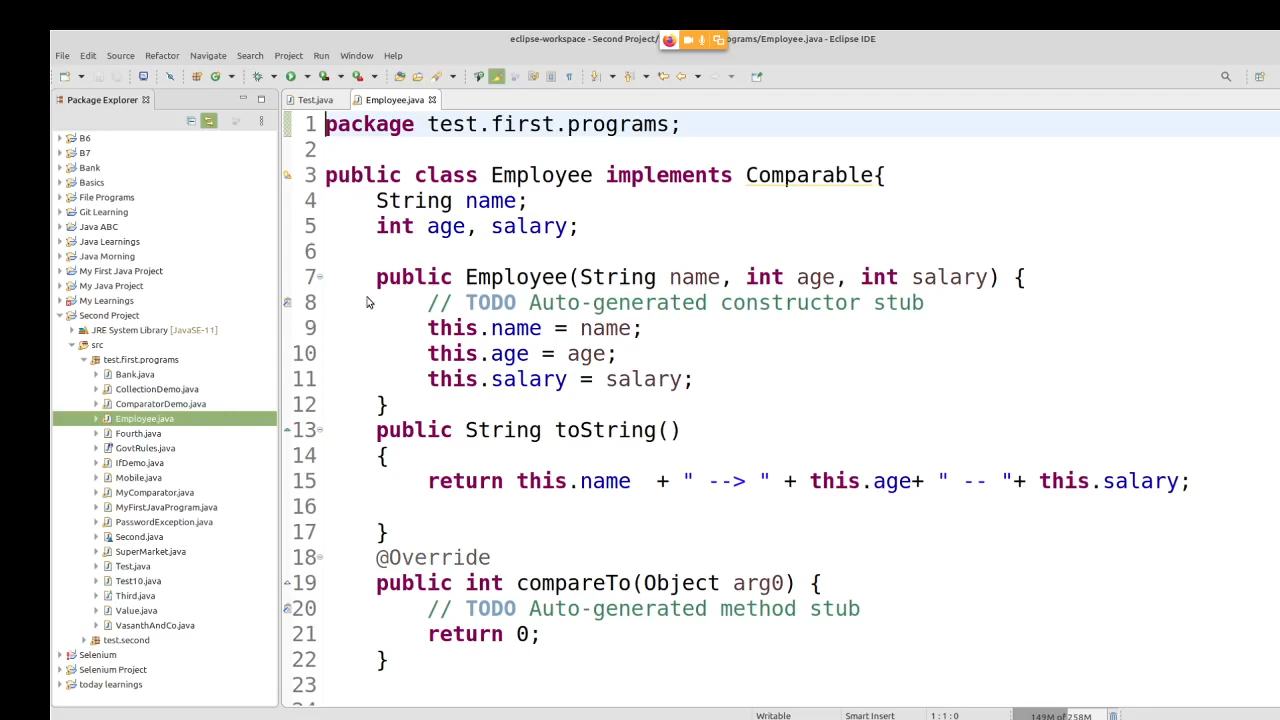 eclipse-workspace - Second Project/ograms/Employee.java - Eclipse IDE
File Edit Source Refactor Navigate Search Project Run Window Help
Package Explorer
Test.java Employee.java
B6
B7
Bank
Basics
File Programs
Git Learning
Java ABC
Java Learnings
Java Morning
My First Java Project
My Java Project
My Learnings
Second Project
JRE System Library [JavaSE-11]
src
test.first.programs
Bank.java
CollectionDemo.java
ComparatorDemo.java
Employee.java
Fourth.java
GovtRules.java
IfDemo.java
Mobile.java
MyComparator.java
MyFirstJavaProgram.java
PasswordException.java
Second.java
SuperMarket.java
Test.java
Test10.java
Third.java
Value.java
VasanthAndCo.java
test.second
Selenium
Selenium Project
today learnings
1 package test.first.programs;
2
3 public class Employee implements Comparable{
4 String name;
5 int age, salary;
6
7 public Employee(String name, int age, int salary) {
8 // TODO Auto-generated constructor stub
9 this.name = name;
10 this.age = age;
11 this.salary = salary;
12 }
13 public String toString()
14 {
15 return this.name  + " --> " + this.age+ " -- "+ this.salary;
16
17 }
18 @Override
19 public int compareTo(Object arg0) {
20 // TODO Auto-generated method stub
21 return 0;
22 }
23
Writable Smart Insert 1 : 1 : 0 149M of 758M